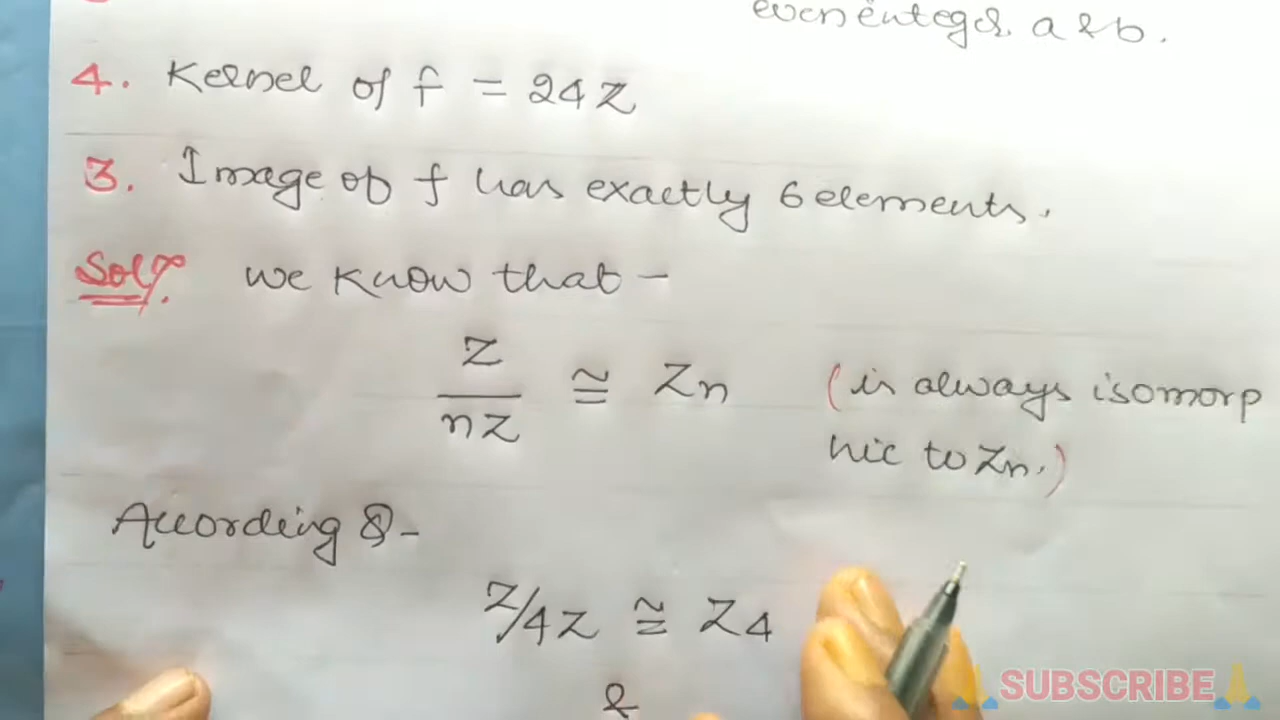 even integer a & b.
4. Kernel of f = 24Z
3. Image of f has exactly 6 elements.
Solⁿ. we know that -
Z/nZ ≅ Zn (is always isomorp
hic to Zn.)
According Q-
Z/4Z ≅ Z4
&
SUBSCRIBE